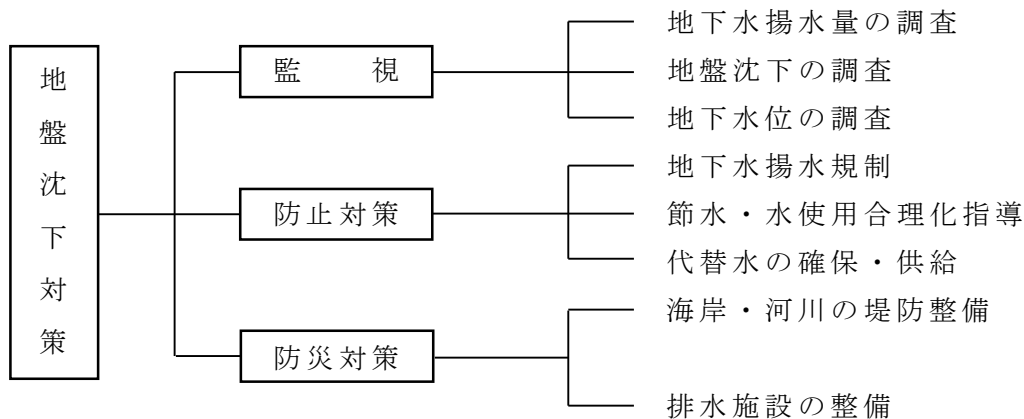 地盤沈下対策
監視
地下水揚水量の調査
地盤沈下の調査
地下水位の調査
防止対策
地下水揚水規制
節水・水使用合理化指導
代替水の確保・供給
防災対策
海岸・河川の堤防整備
排水施設の整備